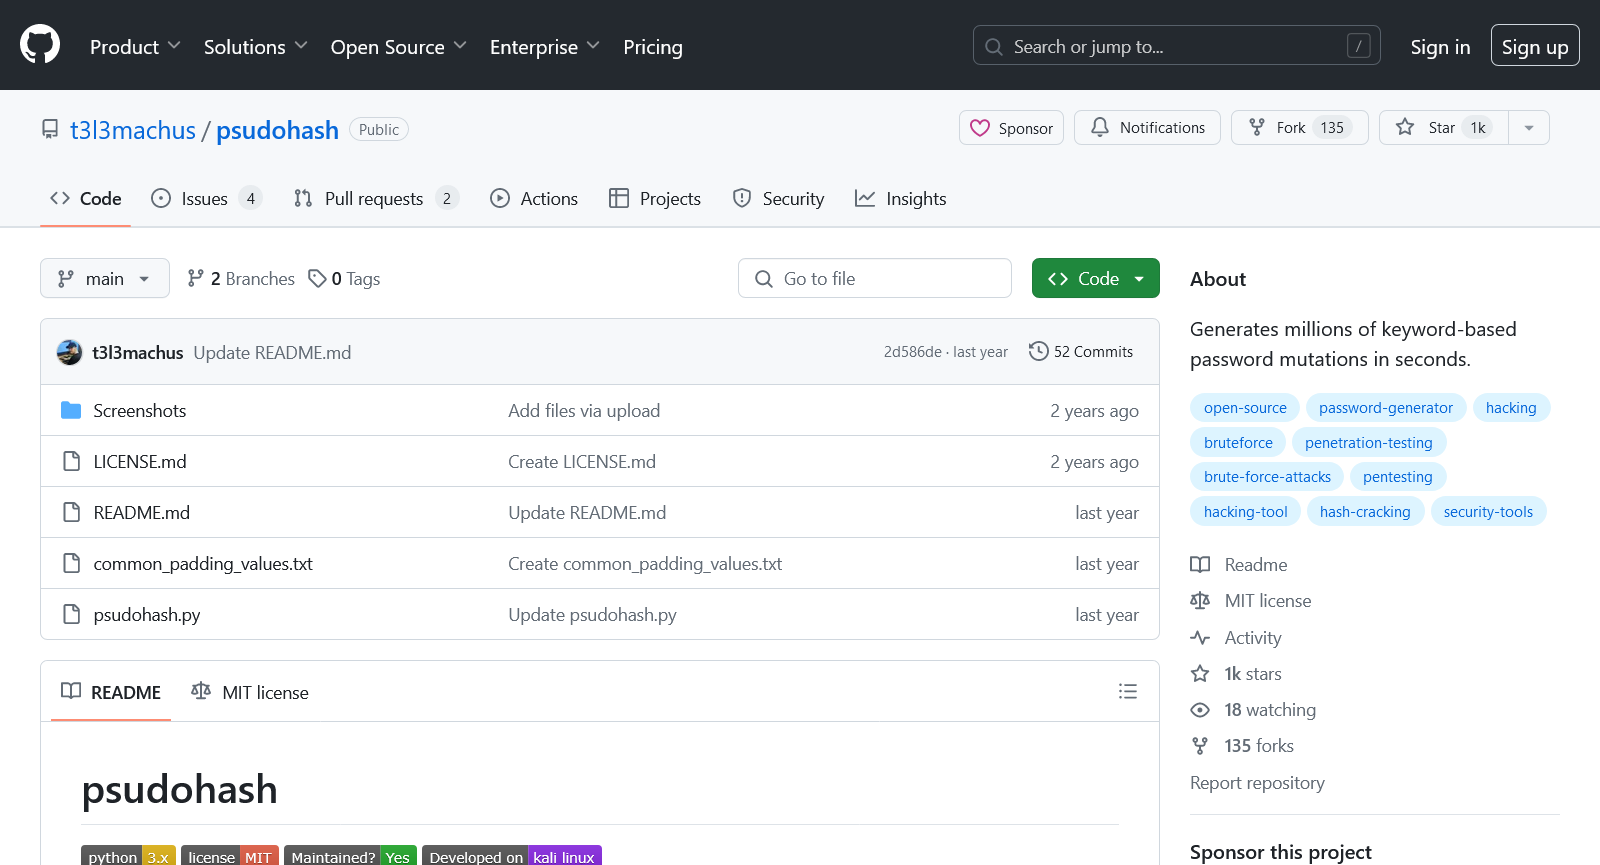 Product Solutions Open Source Enterprise Pricing Search or jump to... / Sign in Sign up
t3l3machus / psudohash Public Sponsor Notifications Fork 135 Star 1k
Code Issues 4 Pull requests 2 Actions Projects Security Insights
main 2 Branches 0 Tags Go to file Code
t3l3machus Update README.md 2d586de · last year 52 Commits
Screenshots Add files via upload 2 years ago
LICENSE.md Create LICENSE.md 2 years ago
README.md Update README.md last year
common_padding_values.txt Create common_padding_values.txt last year
psudohash.py Update psudohash.py last year
README MIT license
psudohash
python 3.x license MIT Maintained? Yes Developed on kali linux
About
Generates millions of keyword-based
password mutations in seconds.
open-source password-generator hacking
bruteforce penetration-testing
brute-force-attacks pentesting
hacking-tool hash-cracking security-tools
Readme
MIT license
Activity
1k stars
18 watching
135 forks
Report repository
Sponsor this project